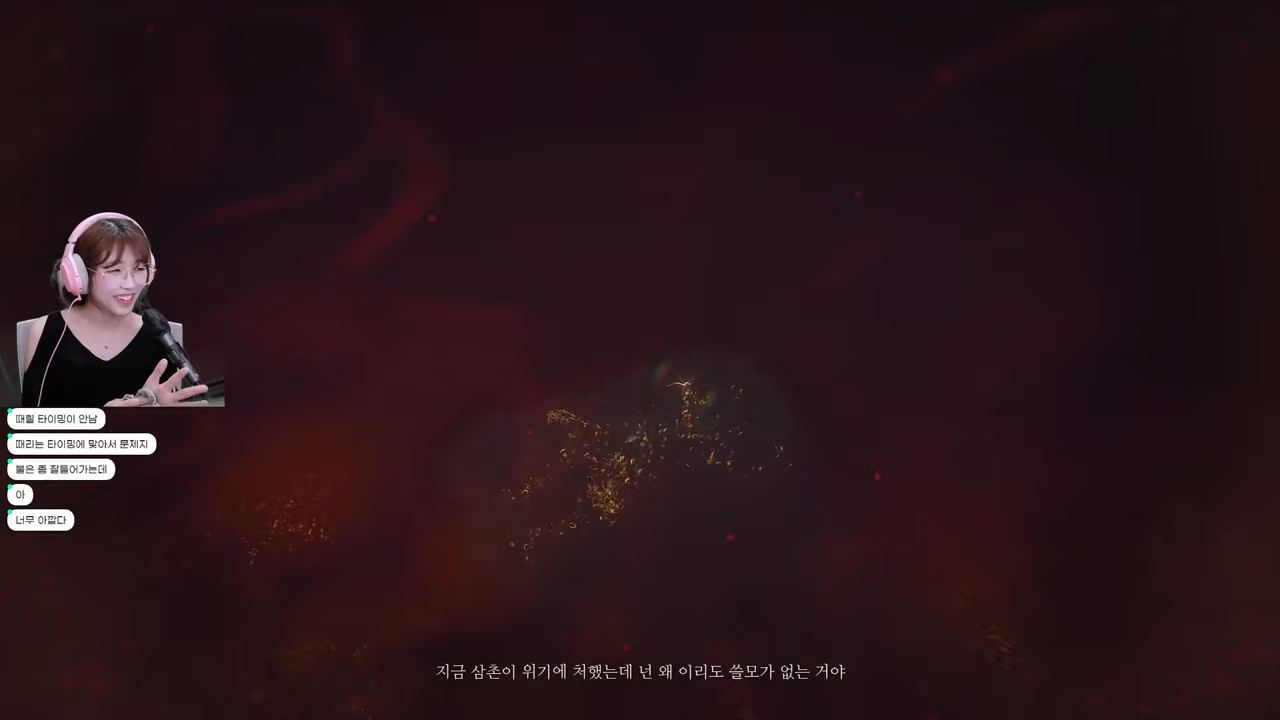 때릴 타이밍이 안남
때리는 타이밍에 맞아서 문제지
불은 좀 잘들어가는데
아
너무 아깝다
지금 삼촌이 위기에 처했는데 넌 왜 이리도 쓸모가 없는 거야